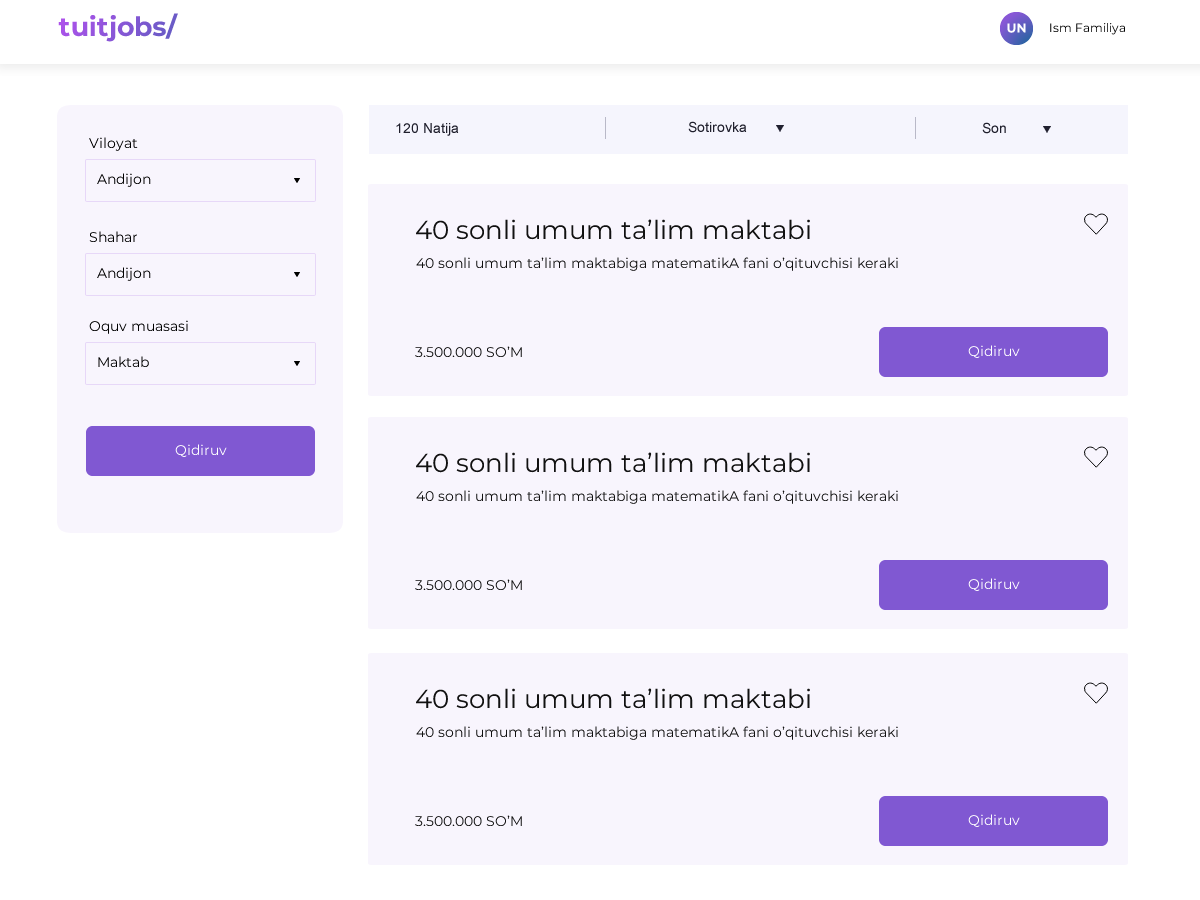 tuitjobs/
UN Ism Familiya
Viloyat
Andijon
Shahar
Andijon
Oquv muasasi
Maktab
Qidiruv
120 Natija Sotirovka Son
40 sonli umum ta’lim maktabi
40 sonli umum ta’lim maktabiga matematikA fani o’qituvchisi keraki
3.500.000 SO’M Qidiruv
40 sonli umum ta’lim maktabi
40 sonli umum ta’lim maktabiga matematikA fani o’qituvchisi keraki
3.500.000 SO’M Qidiruv
40 sonli umum ta’lim maktabi
40 sonli umum ta’lim maktabiga matematikA fani o’qituvchisi keraki
3.500.000 SO’M Qidiruv